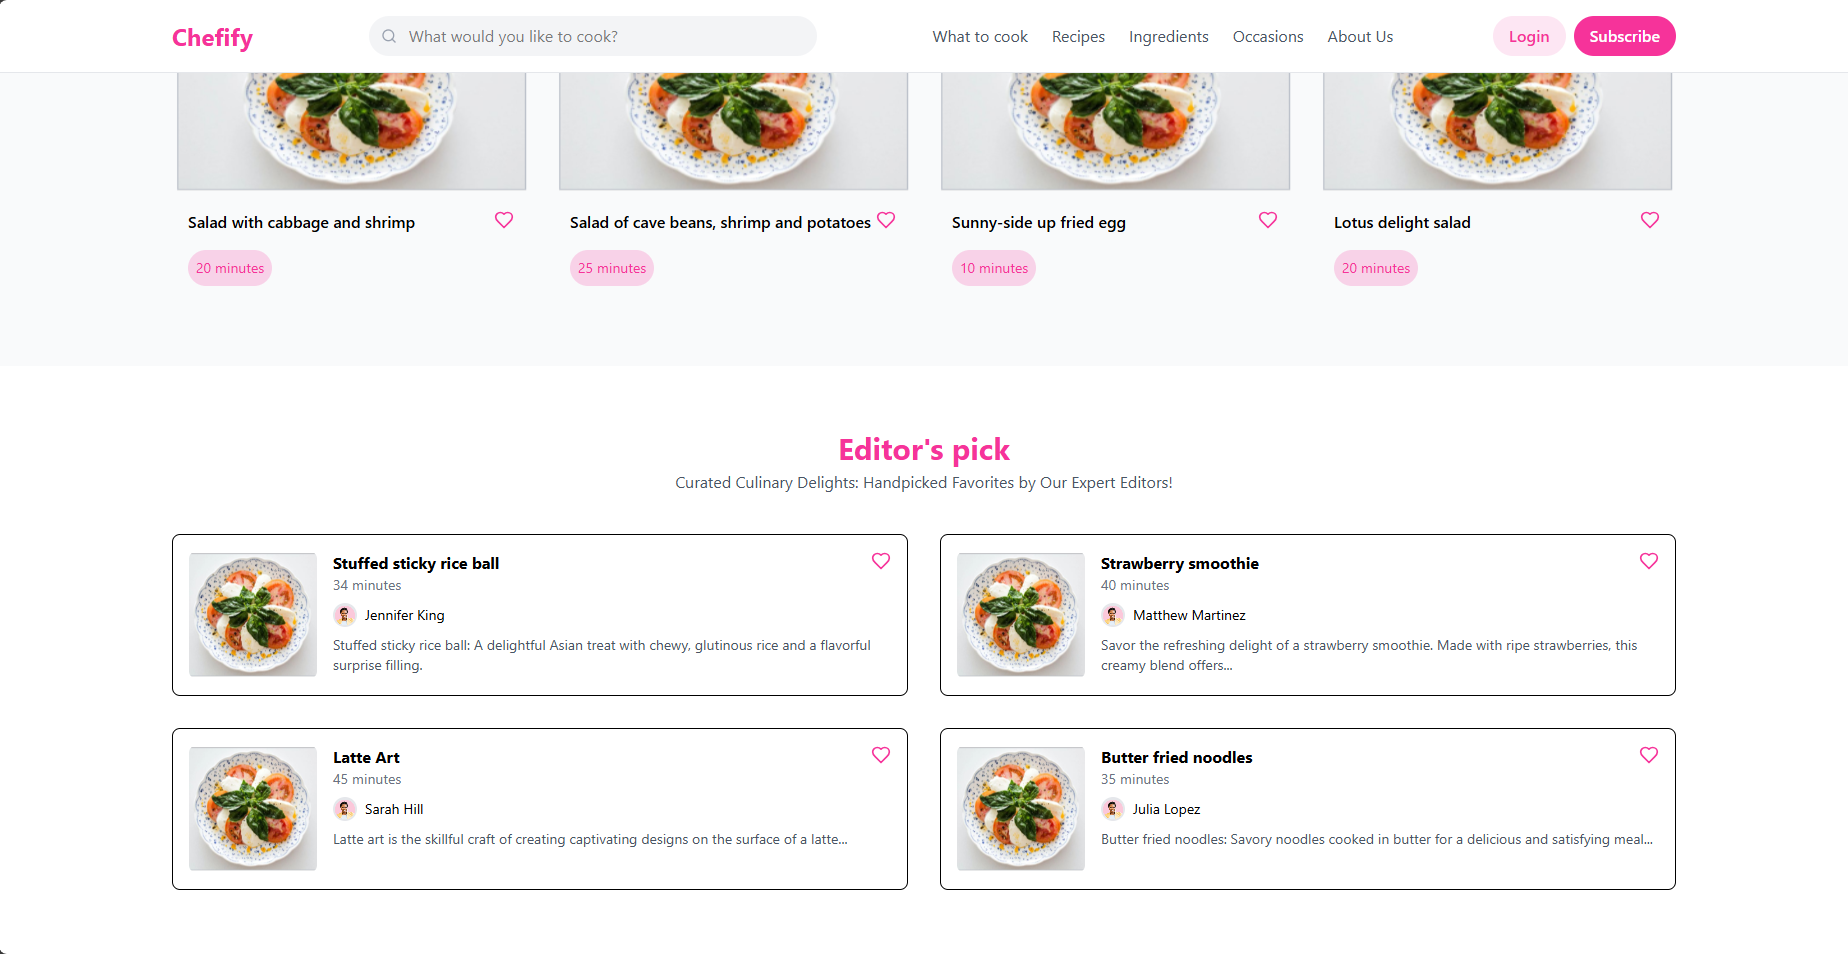 Chefify
What would you like to cook?
What to cook
Recipes
Ingredients
Occasions
About Us
Login
Subscribe
Salad with cabbage and shrimp
20 minutes
Salad of cave beans, shrimp and potatoes
25 minutes
Sunny-side up fried egg
10 minutes
Lotus delight salad
20 minutes
Editor's pick
Curated Culinary Delights: Handpicked Favorites by Our Expert Editors!
Stuffed sticky rice ball
34 minutes
Jennifer King
Stuffed sticky rice ball: A delightful Asian treat with chewy, glutinous rice and a flavorful
surprise filling.
Strawberry smoothie
40 minutes
Matthew Martinez
Savor the refreshing delight of a strawberry smoothie. Made with ripe strawberries, this
creamy blend offers...
Latte Art
45 minutes
Sarah Hill
Latte art is the skillful craft of creating captivating designs on the surface of a latte...
Butter fried noodles
35 minutes
Julia Lopez
Butter fried noodles: Savory noodles cooked in butter for a delicious and satisfying meal...